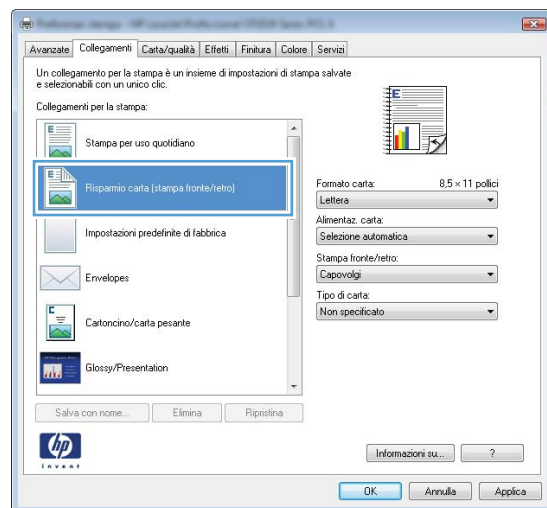 Avanzate Collegamenti Carta/qualità Effetti Finitura Colore Servizi
Un collegamento per la stampa è un insieme di impostazioni di stampa salvate
e selezionabili con un unico clic.
Collegamenti per la stampa:
Stampa per uso quotidiano
Risparmio carta (stampa fronte/retro)
Impostazioni predefinite di fabbrica
Envelopes
Cartoncino/carta pesante
Glossy/Presentation
Formato carta: 8,5 × 11 pollici
Lettera
Alimentaz. carta:
Selezione automatica
Stampa fronte/retro:
Capovolgi
Tipo di carta:
Non specificato
Salva con nome... Elimina Ripristina
hp
invent
Informazioni su... ?
OK Annulla Applica